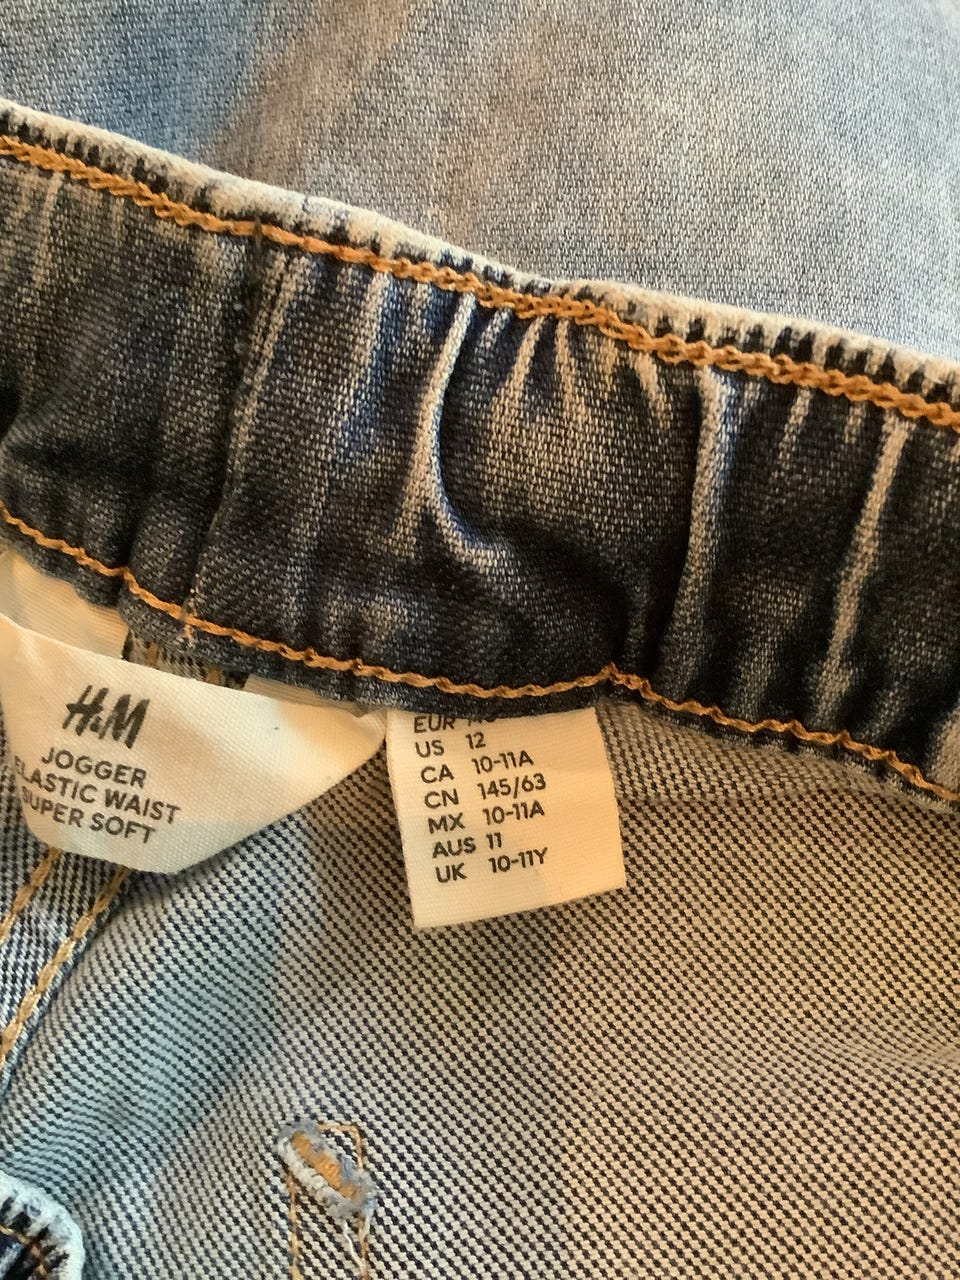 H&M
JOGGER
ELASTIC WAIST
SUPER SOFT
EUR
US 12
CA 10-11A
CN 145/63
MX 10-11A
AUS 11
UK 10-11Y